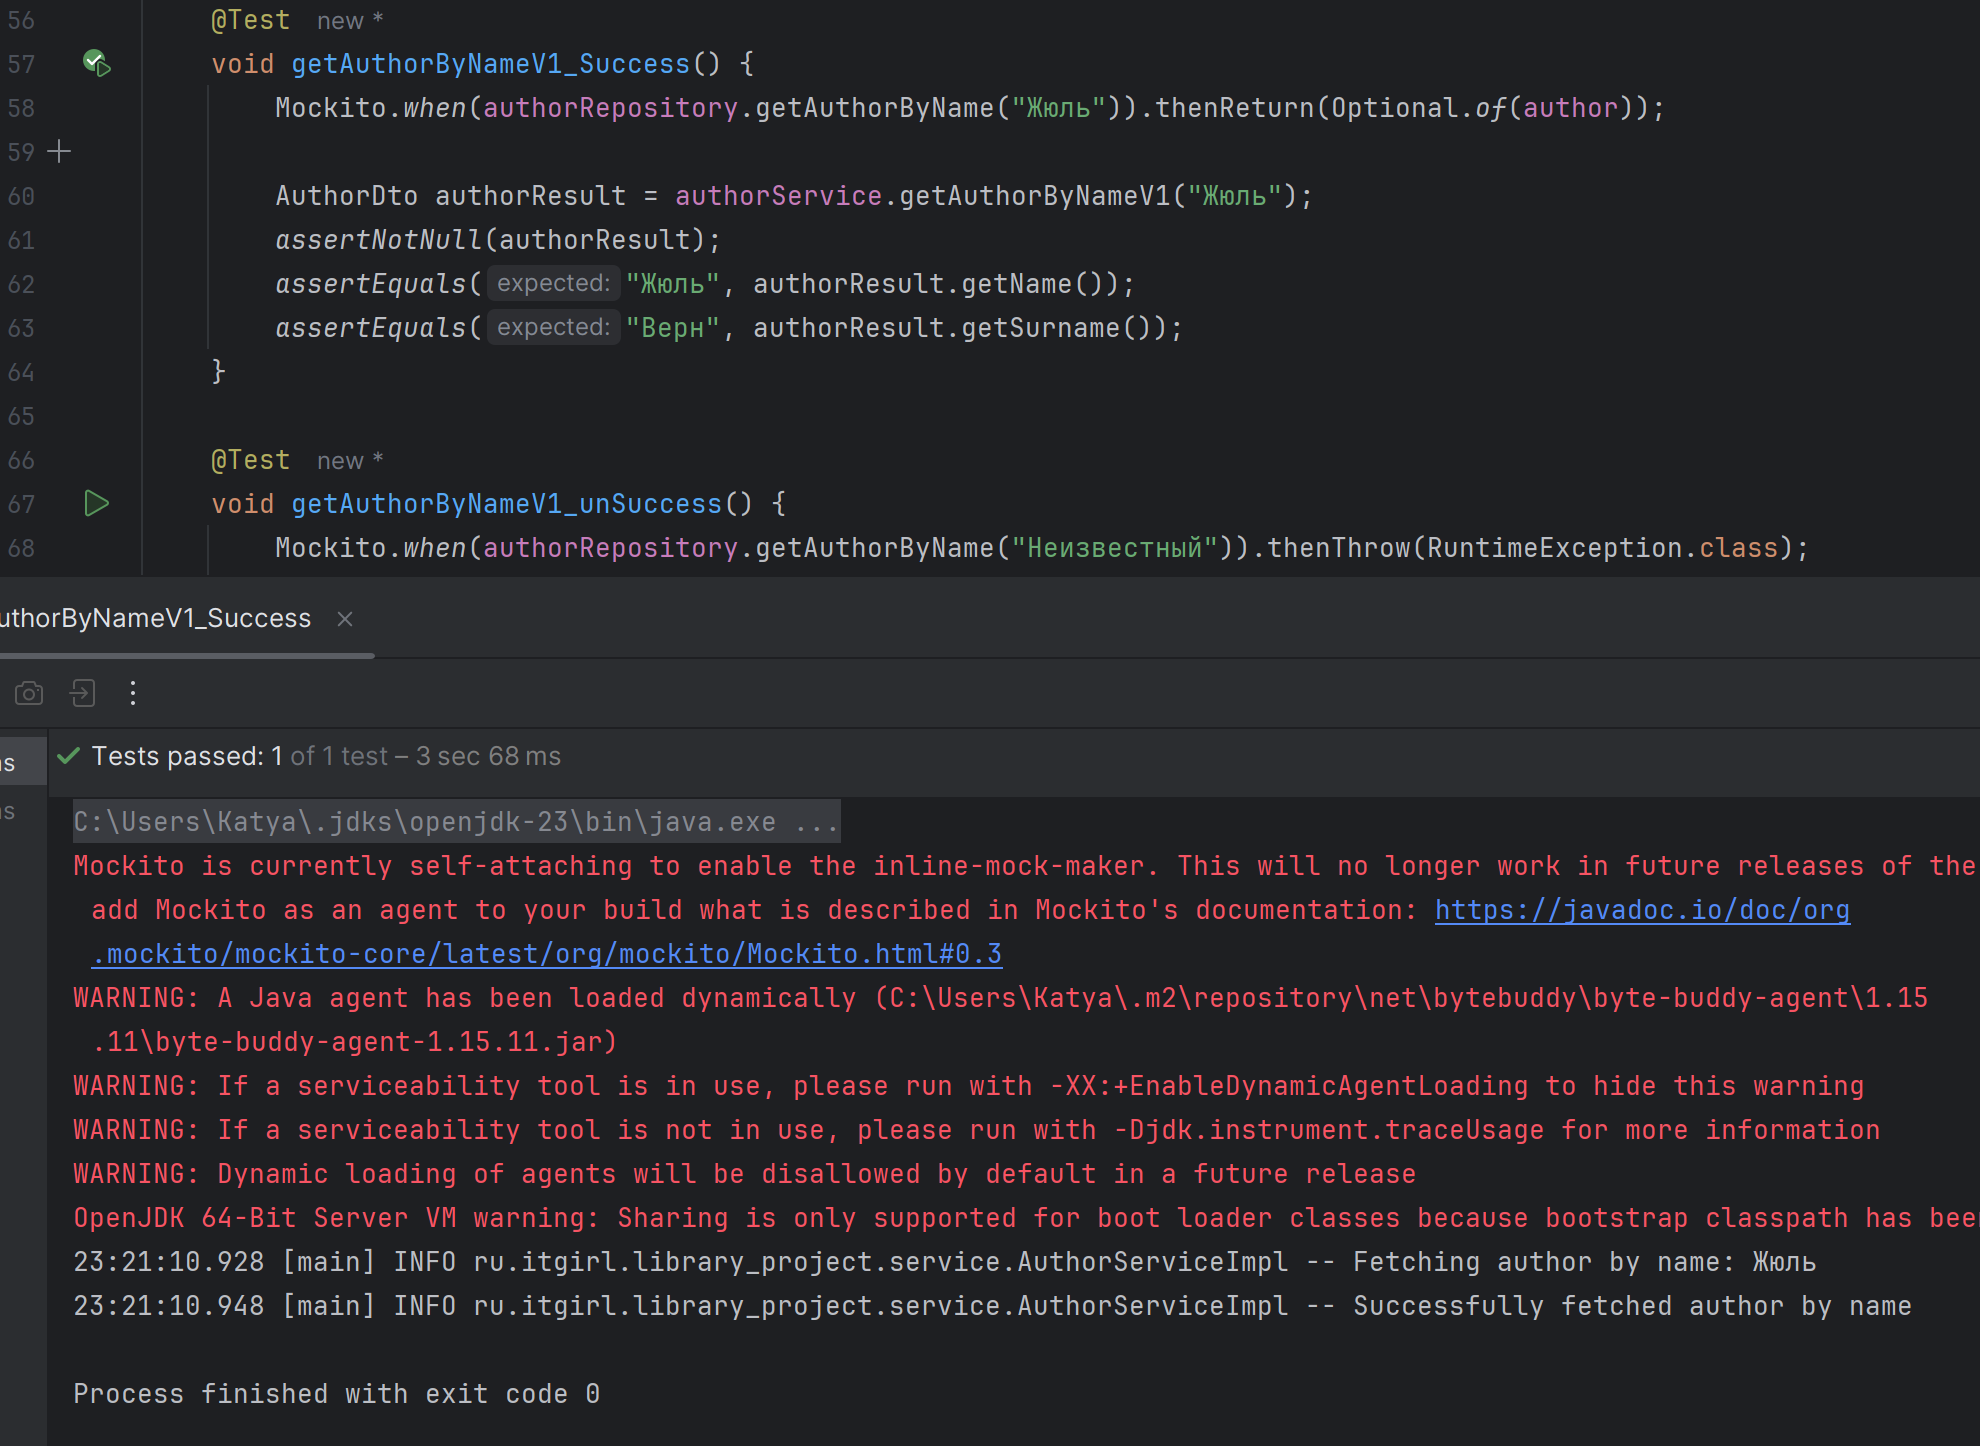 56 @Test new *
57 void getAuthorByNameV1_Success() {
58 Mockito.when(authorRepository.getAuthorByName("Жюль")).thenReturn(Optional.of(author));
59
60 AuthorDto authorResult = authorService.getAuthorByNameV1("Жюль");
61 assertNotNull(authorResult);
62 assertEquals( expected: "Жюль", authorResult.getName());
63 assertEquals( expected: "Верн", authorResult.getSurname());
64 }
65
66 @Test new *
67 void getAuthorByNameV1_unSuccess() {
68 Mockito.when(authorRepository.getAuthorByName("Неизвестный")).thenThrow(RuntimeException.class);
uthorByNameV1_Success
Tests passed: 1 of 1 test – 3 sec 68 ms
C:\Users\Katya\.jdks\openjdk-23\bin\java.exe ...
Mockito is currently self-attaching to enable the inline-mock-maker. This will no longer work in future releases of the
add Mockito as an agent to your build what is described in Mockito's documentation: https://javadoc.io/doc/org
.mockito/mockito-core/latest/org/mockito/Mockito.html#0.3
WARNING: A Java agent has been loaded dynamically (C:\Users\Katya\.m2\repository\net\bytebuddy\byte-buddy-agent\1.15
.11\byte-buddy-agent-1.15.11.jar)
WARNING: If a serviceability tool is in use, please run with -XX:+EnableDynamicAgentLoading to hide this warning
WARNING: If a serviceability tool is not in use, please run with -Djdk.instrument.traceUsage for more information
WARNING: Dynamic loading of agents will be disallowed by default in a future release
OpenJDK 64-Bit Server VM warning: Sharing is only supported for boot loader classes because bootstrap classpath has
23:21:10.928 [main] INFO ru.itgirl.library_project.service.AuthorServiceImpl -- Fetching author by name: Жюль
23:21:10.948 [main] INFO ru.itgirl.library_project.service.AuthorServiceImpl -- Successfully fetched author by name
Process finished with exit code 0